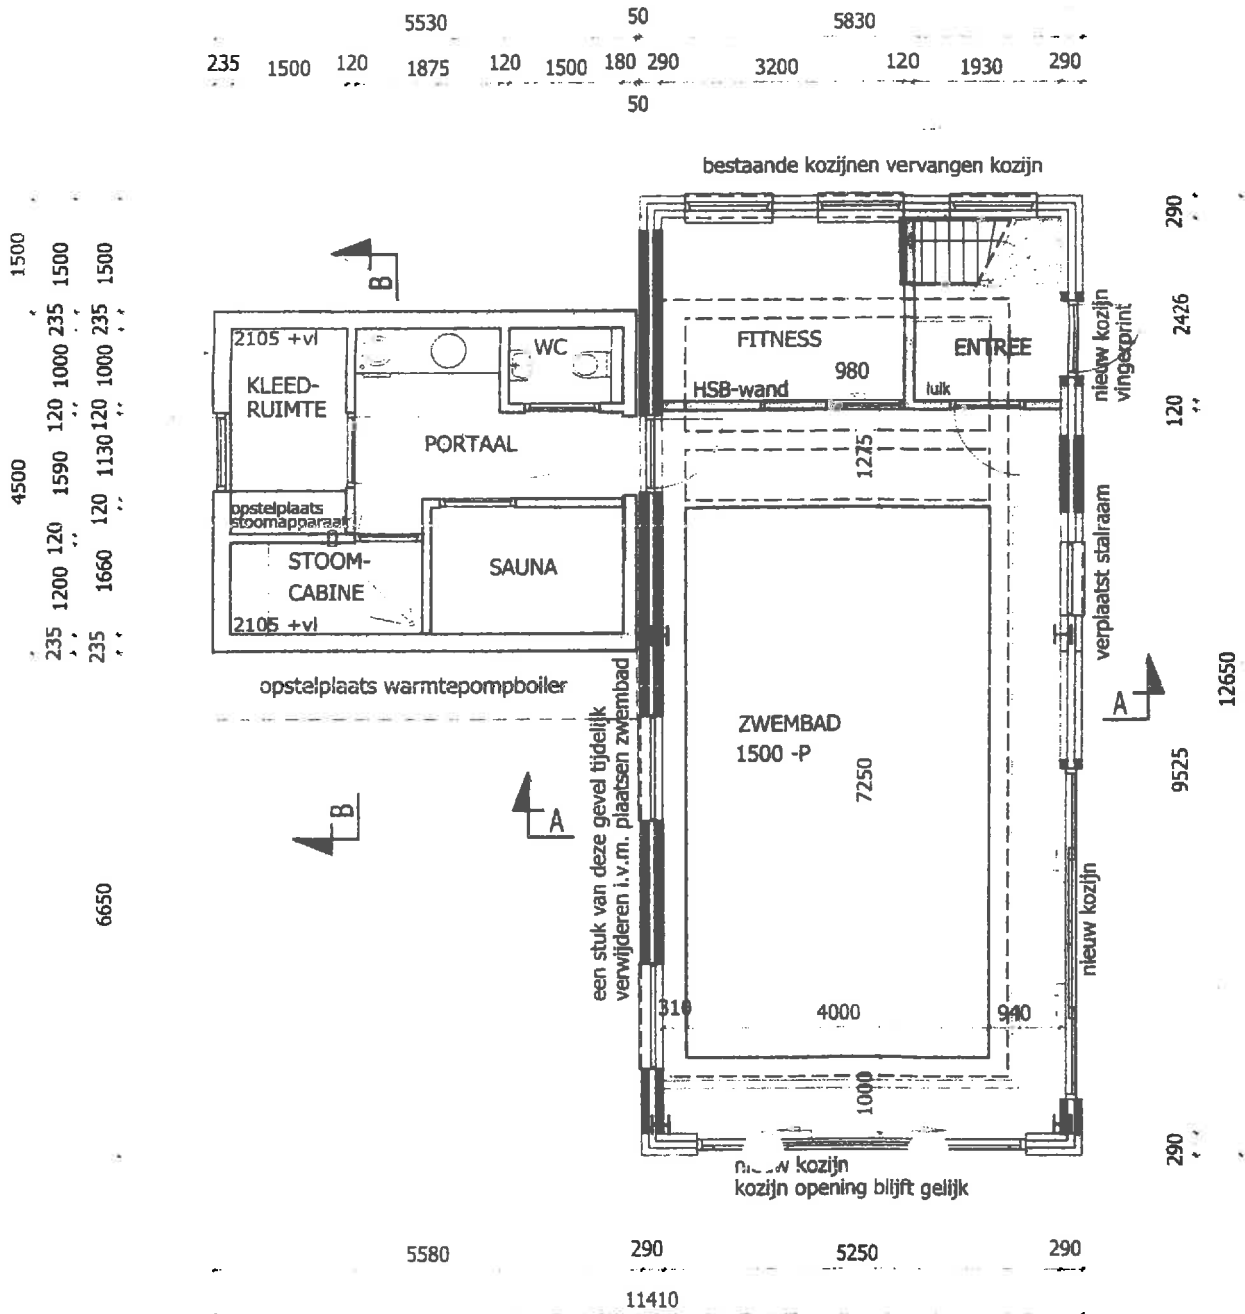 5530
50
5830
235
1500
120
1875
120
1500
180
290
3200
120
1930
290
50
bestaande kozijnen vervangen kozijn
1500
1500
1500
290
B
235
235
2105 +vl
WC
FITNESS
ENTREE
nieuw kozijn
vingerprint
2426
1000
1000
KLEED-
RUIMTE
980
HSB-wand
luik
120
120
120
PORTAAL
1275
4500
1590
1130
opstelplaats
stoomapparaat
120
120
STOOM-
CABINE
SAUNA
verplaatst stalraam
1200
1660
2105 +vl
235
235
opstelplaats warmtepompboiler
12650
A
ZWEMBAD
1500 -P
7250
9525
een stuk van deze gevel tijdelijk
verwijderen i.v.m. plaatsen zwembad
B
A
6650
nieuw kozijn
310
4000
940
1000
290
kozijn
kozijn opening blijft gelijk
5580
290
5250
290
11410